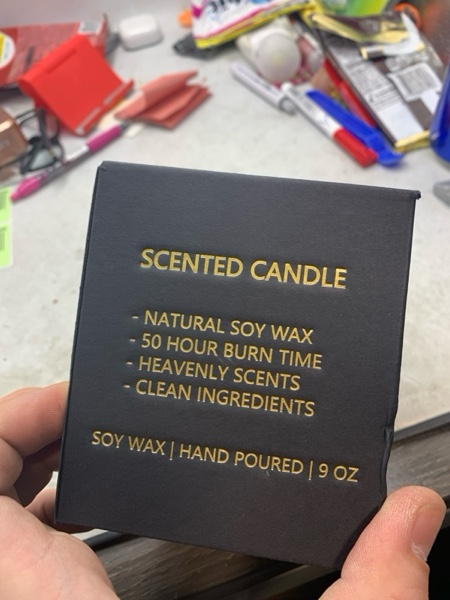 SCENTED CANDLE
- NATURAL SOY WAX
- 50 HOUR BURN TIME
- HEAVENLY SCENTS
- CLEAN INGREDIENTS
SOY WAX | HAND POURED | 9 OZ